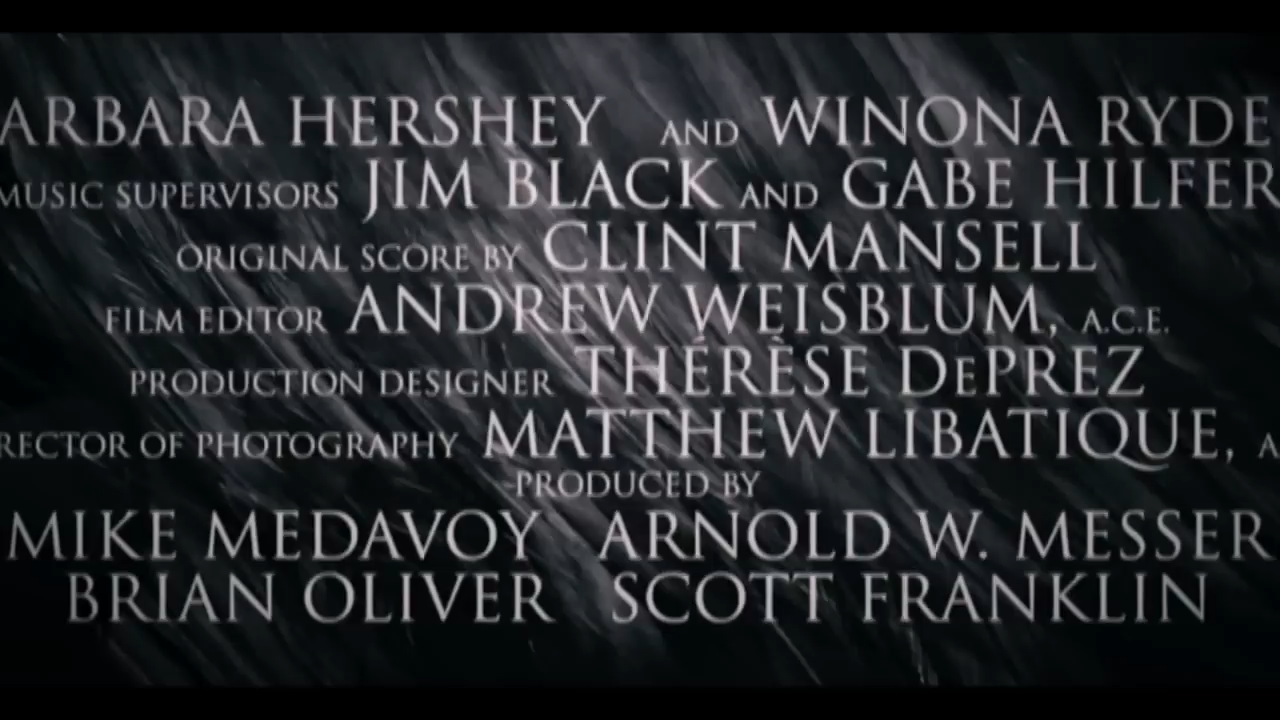 ARBARA HERSHEY AND WINONA RYDE
MUSIC SUPERVISORS JIM BLACK AND GABE HILFER
ORIGINAL SCORE BY CLINT MANSELL
FILM EDITOR ANDREW WEISBLUM, A.C.E.
PRODUCTION DESIGNER THÉRÈSE DePREZ
RECTOR OF PHOTOGRAPHY MATTHEW LIBATIQUE, A
PRODUCED BY
MIKE MEDAVOY ARNOLD W. MESSER
BRIAN OLIVER SCOTT FRANKLIN